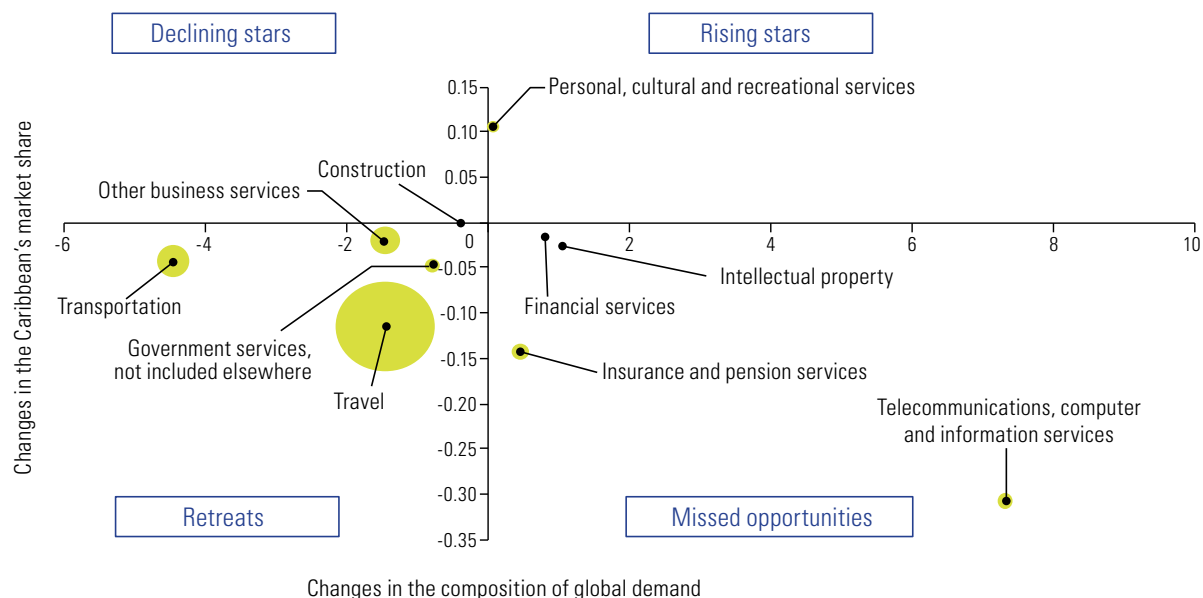 Declining stars
Rising stars
Changes in the Caribbean's market share
0.15
0.10
0.05
-0.05
-0.10
-0.15
-0.20
-0.25
-0.30
-0.35
-6
-4
-2
0
2
4
6
8
10
Personal, cultural and recreational services
Construction
Other business services
Transportation
Government services,
not included elsewhere
Travel
Financial services
Intellectual property
Insurance and pension services
Telecommunications, computer
and information services
Retreats
Missed opportunities
Changes in the composition of global demand